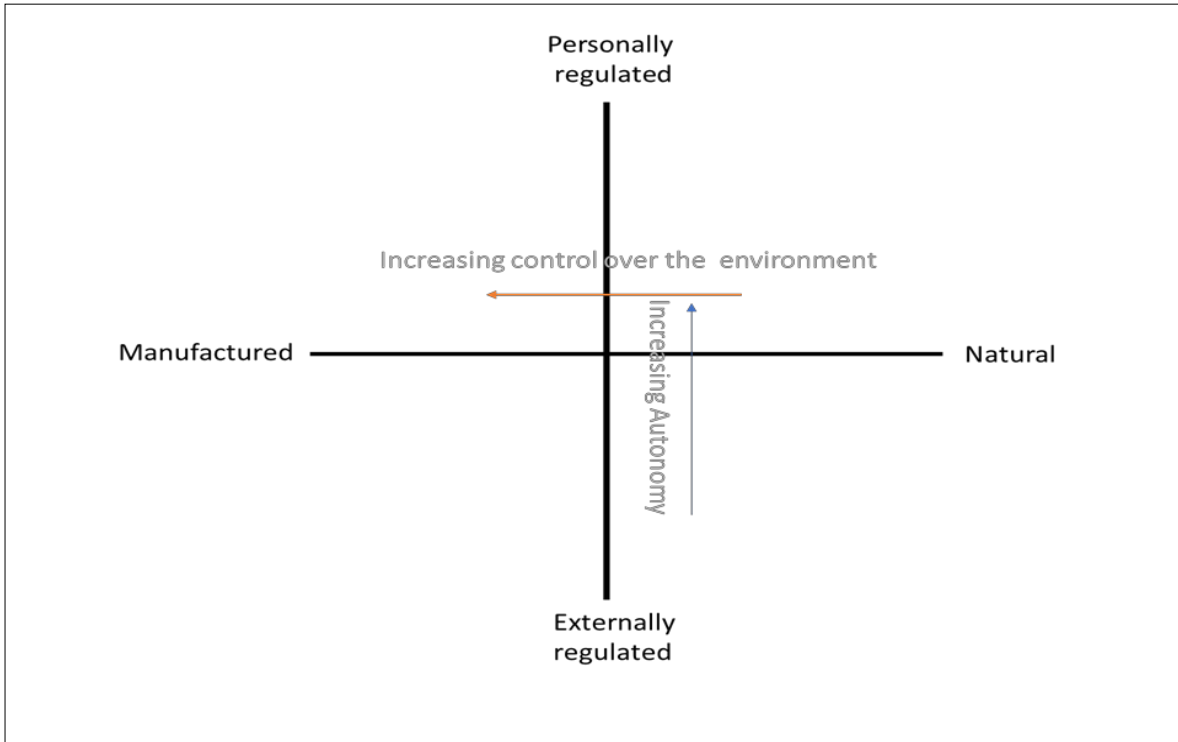 Personally
regulated
Increasing control over the environment
Increasing Autonomy
Manufactured
Natural
Externally
regulated